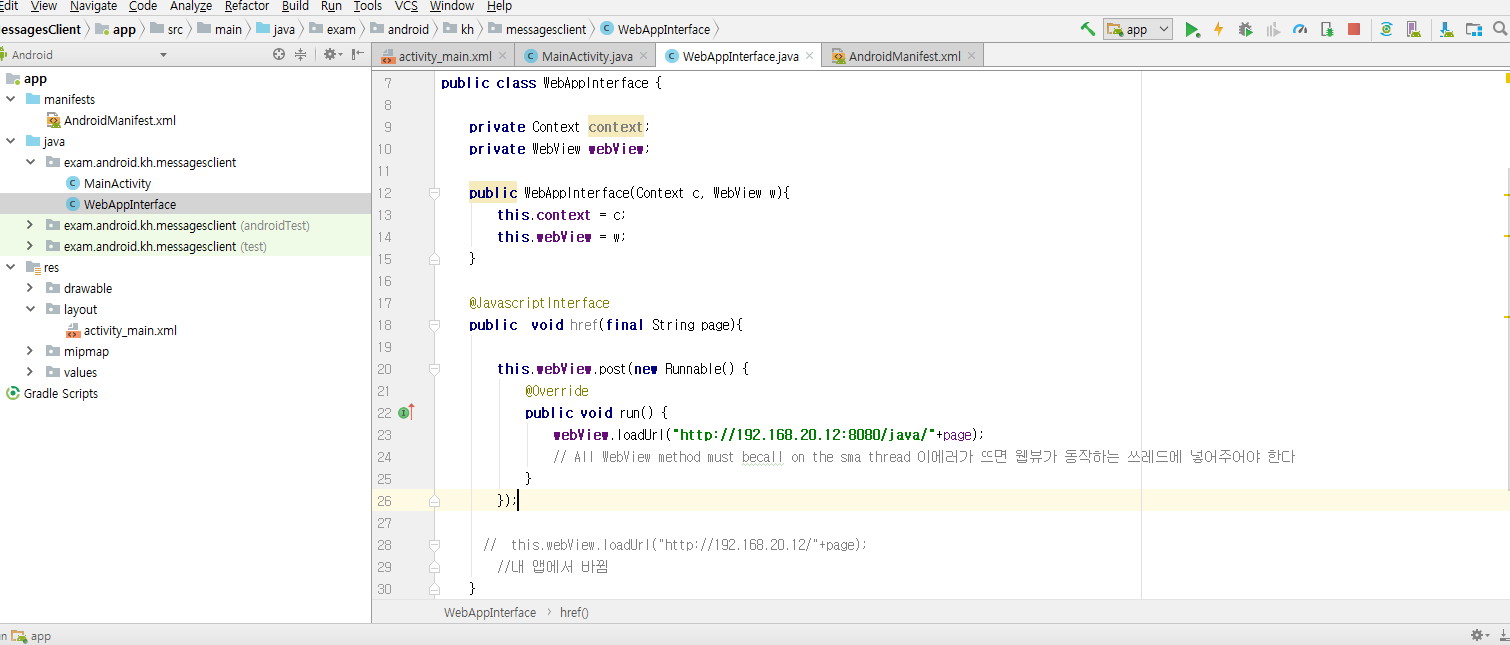 Edit View Navigate Code Analyze Refactor Build Run Tools VCS Window Help
essagesClient app src main java exam android kh messagesclient WebAppInterface app
Android activity_main.xml MainActivity.java WebAppInterface.java AndroidManifest.xml
app
manifests
AndroidManifest.xml
java
exam.android.kh.messagesclient
MainActivity
WebAppInterface
exam.android.kh.messagesclient (androidTest)
exam.android.kh.messagesclient (test)
res
drawable
layout
activity_main.xml
mipmap
values
Gradle Scripts
7 public class WebAppInterface {
8
9 private Context context;
10 private WebView webView;
11
12 public WebAppInterface(Context c, WebView w){
13 this.context = c;
14 this.webView = w;
15 }
16
17 @JavascriptInterface
18 public void href(final String page){
19
20 this.webView.post(new Runnable() {
21 @Override
22 public void run() {
23 webView.loadUrl("http://192.168.20.12:8080/java/"+page);
24 // All WebView method must becall on the sma thread 이에러가 뜨면 웹뷰가 동작하는 쓰레드에 넣어주어야 한다
25 }
26 });
27
28 // this.webView.loadUrl("http://192.168.20.12/"+page);
29 //내 앱에서 바뀜
30 }
WebAppInterface href()
n app